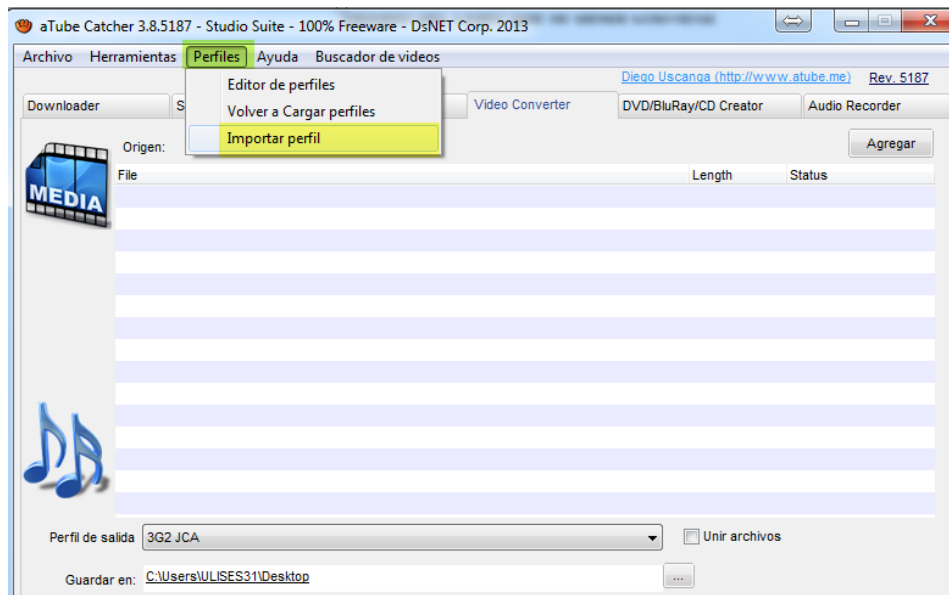 aTube Catcher 3.8.5187 - Studio Suite - 100% Freeware - DsNET Corp. 2013
Archivo Herramientas Perfiles Ayuda Buscador de videos
Editor de perfiles
Volver a Cargar perfiles
Importar perfil
Diego Uscanga (http://www.atube.me) Rev. 5187
Downloader S Video Converter DVD/BluRay/CD Creator Audio Recorder
Origen: Agregar
File Length Status
MEDIA
Perfil de salida 3G2 JCA Unir archivos
Guardar en: C:\Users\ULISES31\Desktop ...